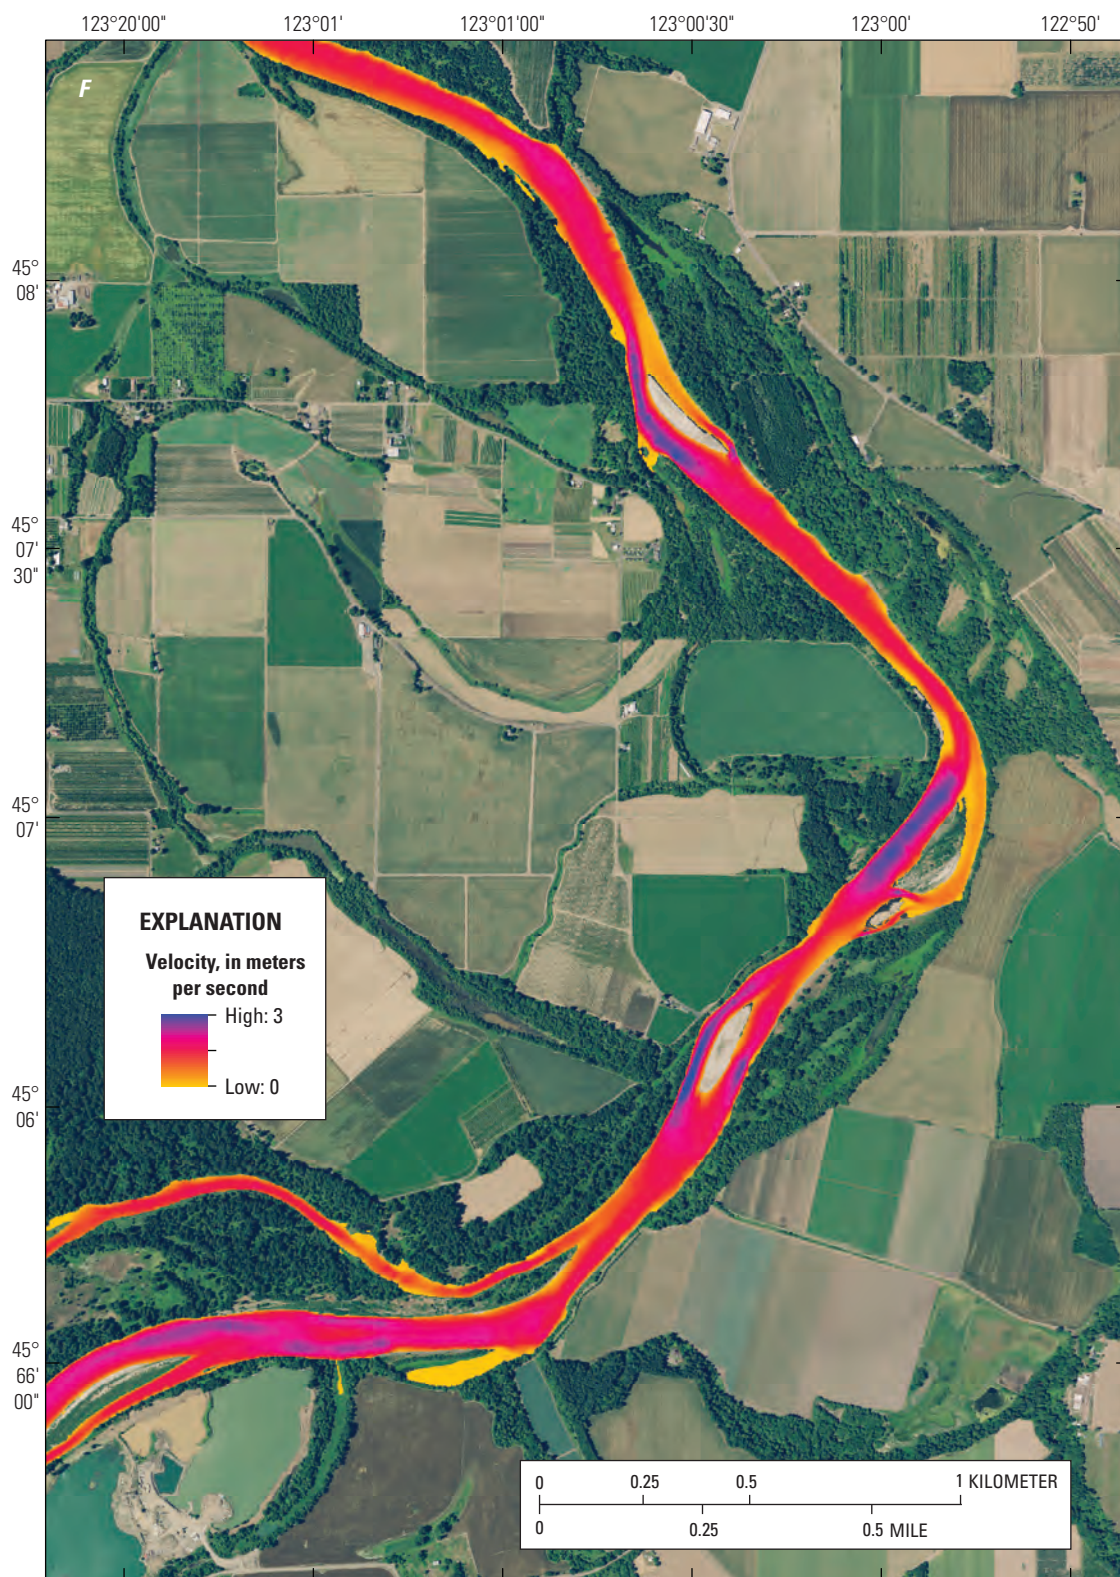 123°20'00" 123°1' 123°01'00" 123°00'30" 123°00' 122°50'
F
45°
08'
45°
07'
30"
45°
07'
45°
06'
45°
66'
00"
EXPLANATION
Velocity, in meters
per second
High: 3
Low: 0
0 0.25 0.5 1 KILOMETER
0 0.25 0.5 MILE